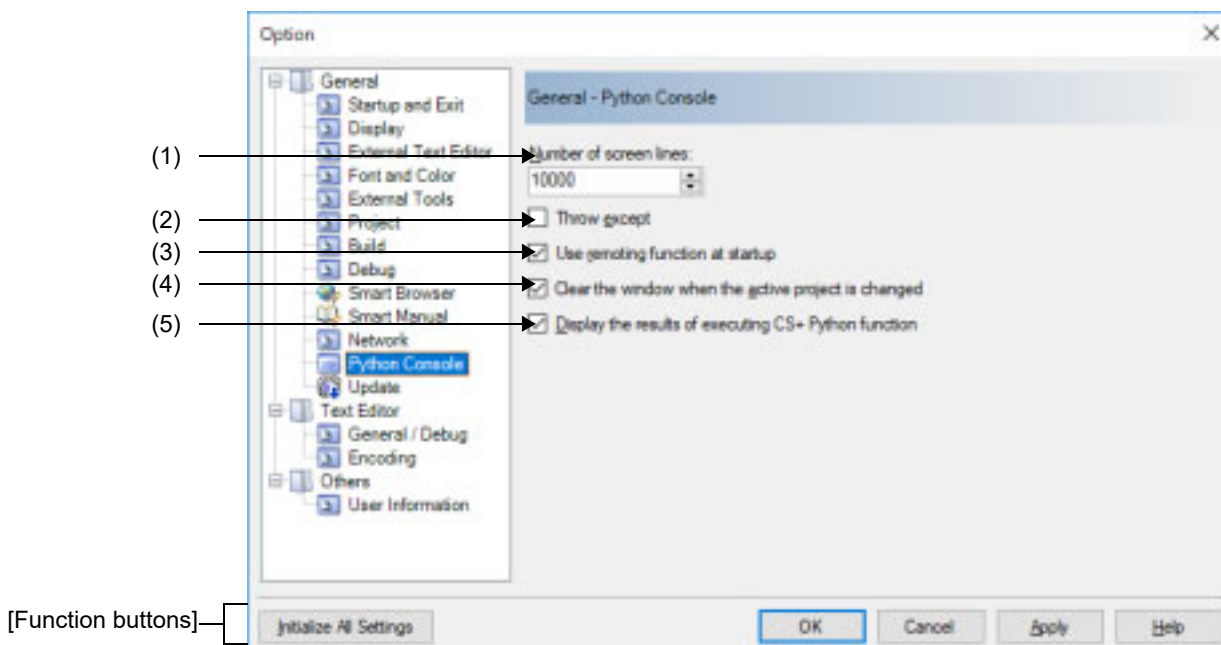 Option
General
Startup and Exit
Display
External Text Editor
Font and Color
External Tools
Project
Build
Debug
Smart Browser
Smart Manual
Network
Python Console
Update
Text Editor
General / Debug
Encoding
Others
User Information
General - Python Console
(1)
Number of screen lines:
10000
(2)
Throw except
(3)
Use remoting function at startup
(4)
Clear the window when the active project is changed
(5)
Display the results of executing CS+ Python function
[Function buttons]
Initialize All Settings
OK
Cancel
Apply
Help